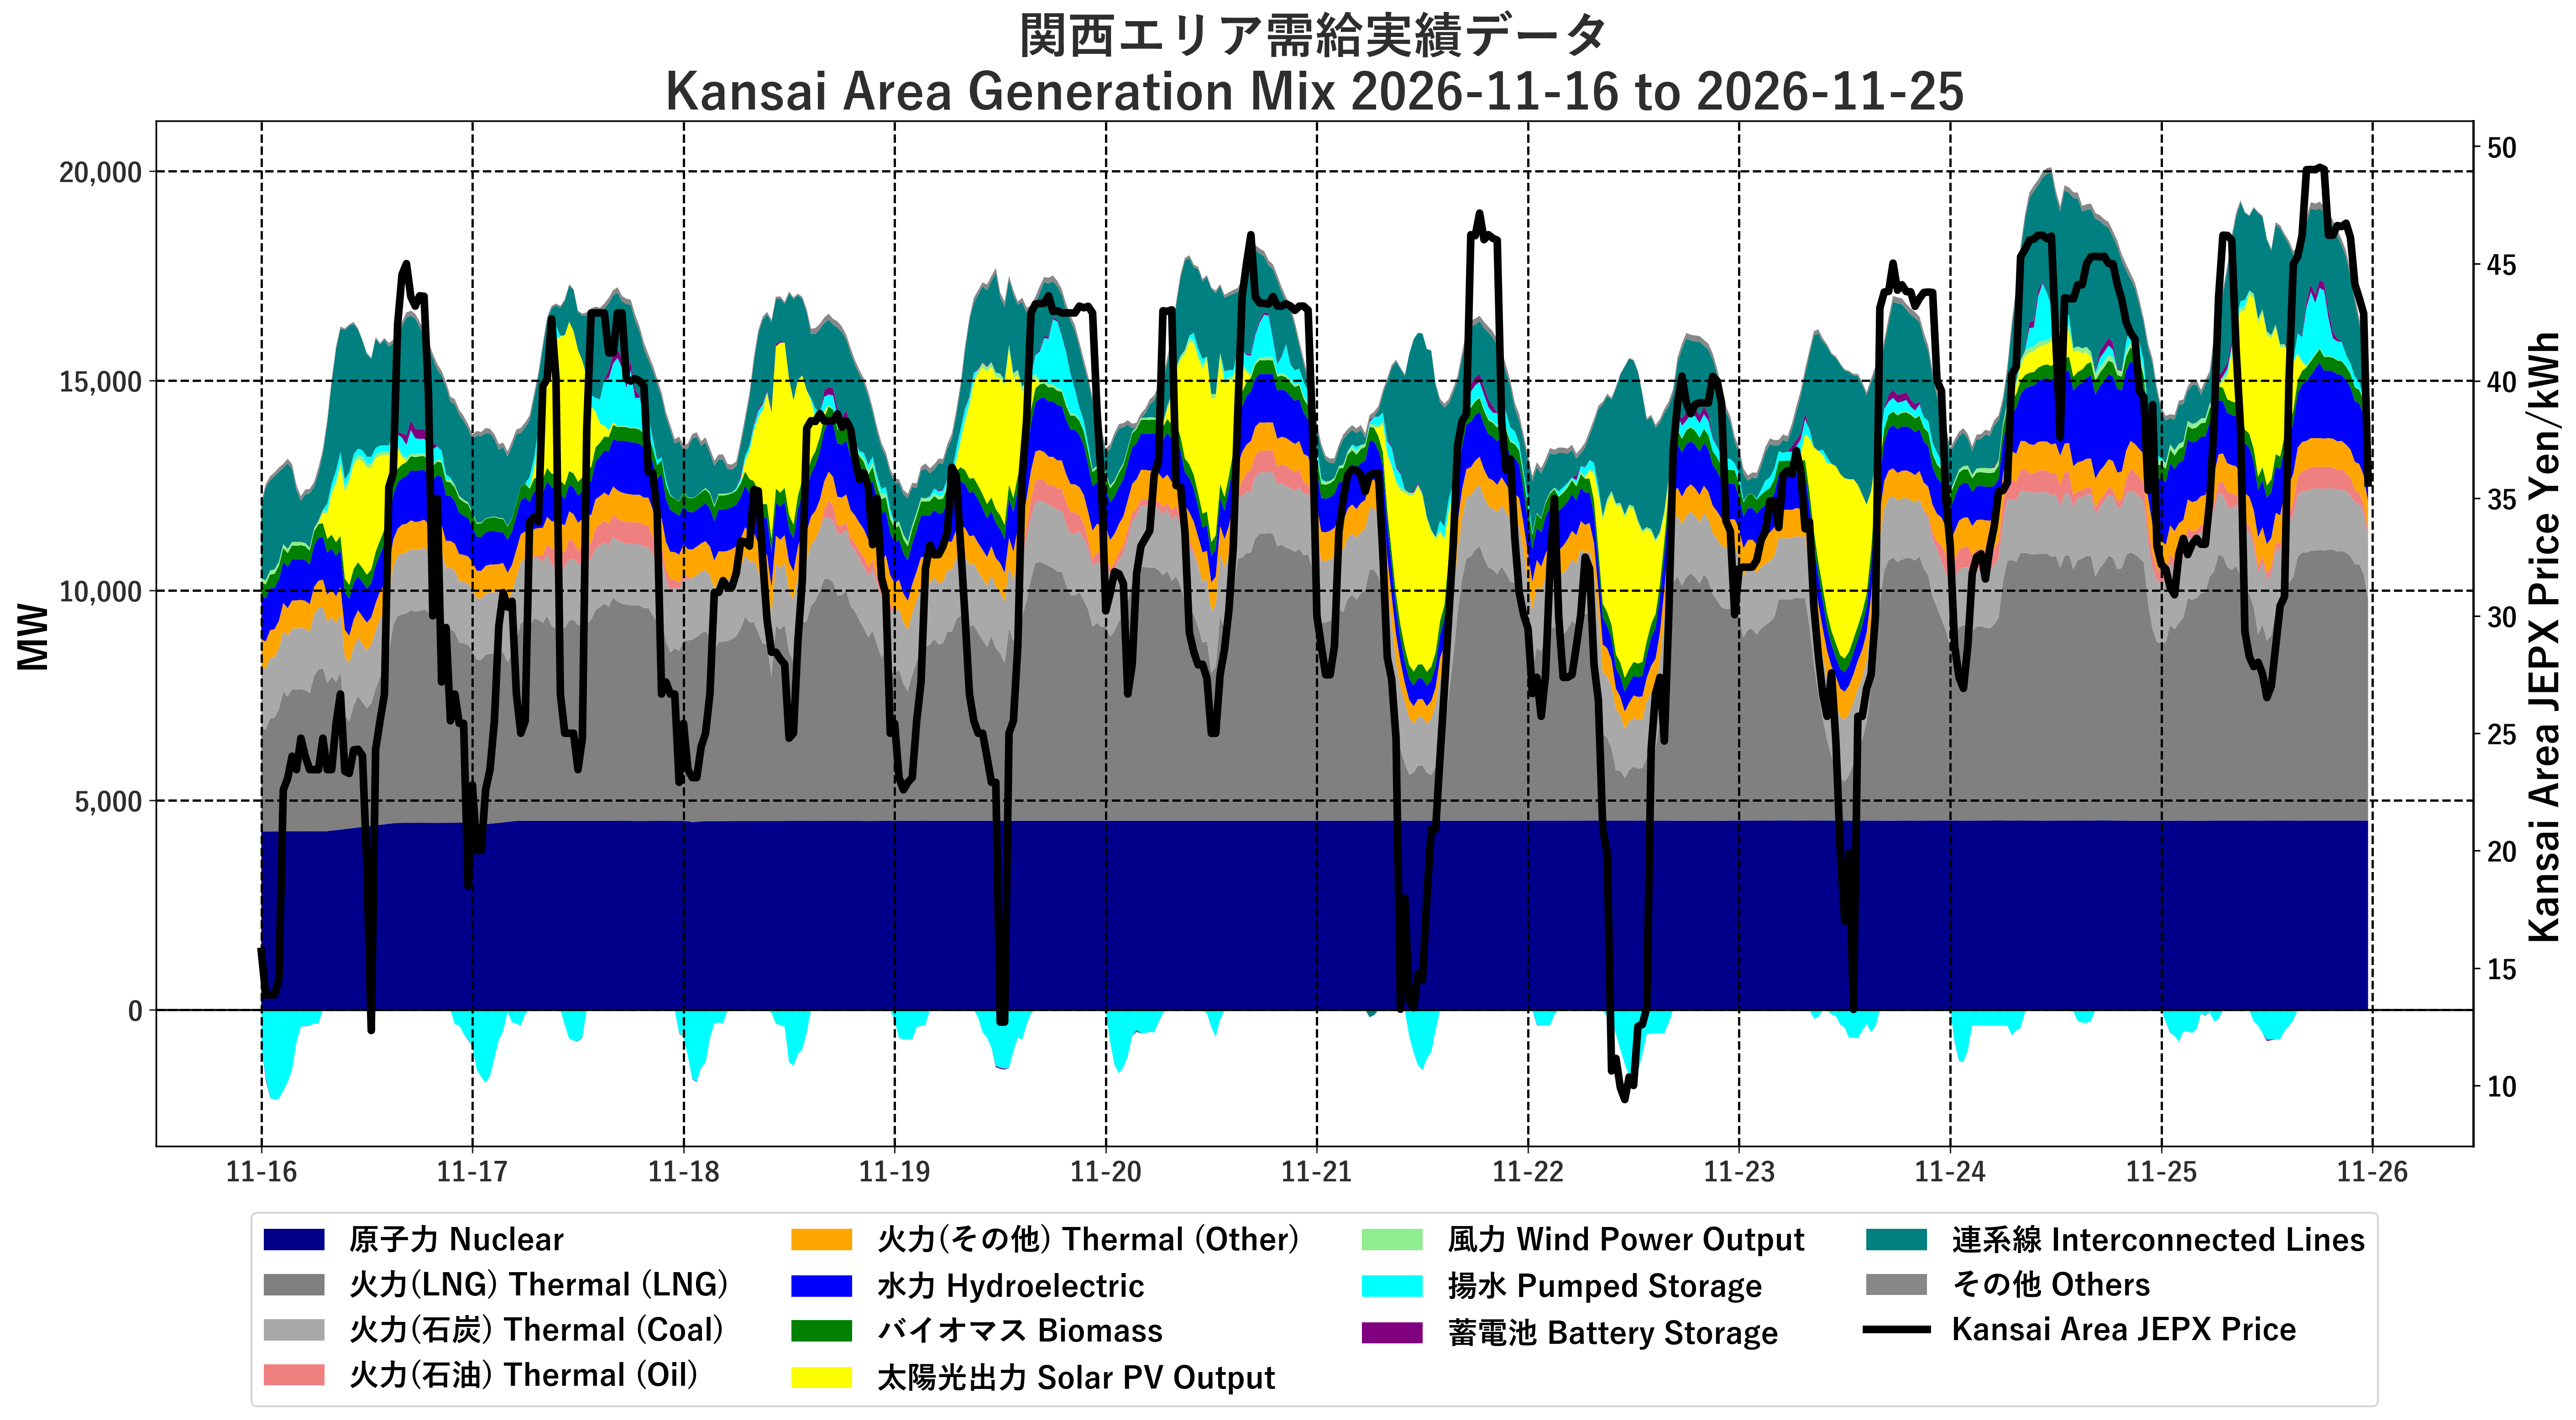 関西エリア需給実績データ
Kansai Area Generation Mix 2026-11-16 to 2026-11-25
MW
20,000
15,000
10,000
5,000
0
50
45
40
35
30
25
20
15
10
Kansai Area JEPX Price Yen/kWh
11-16
11-17
11-18
11-19
11-20
11-21
11-22
11-23
11-24
11-25
11-26
原子力 Nuclear
火力(LNG) Thermal (LNG)
火力(石炭) Thermal (Coal)
火力(石油) Thermal (Oil)
火力(その他) Thermal (Other)
水力 Hydroelectric
バイオマス Biomass
太陽光出力 Solar PV Output
風力 Wind Power Output
揚水 Pumped Storage
蓄電池 Battery Storage
連系線 Interconnected Lines
その他 Others
Kansai Area JEPX Price